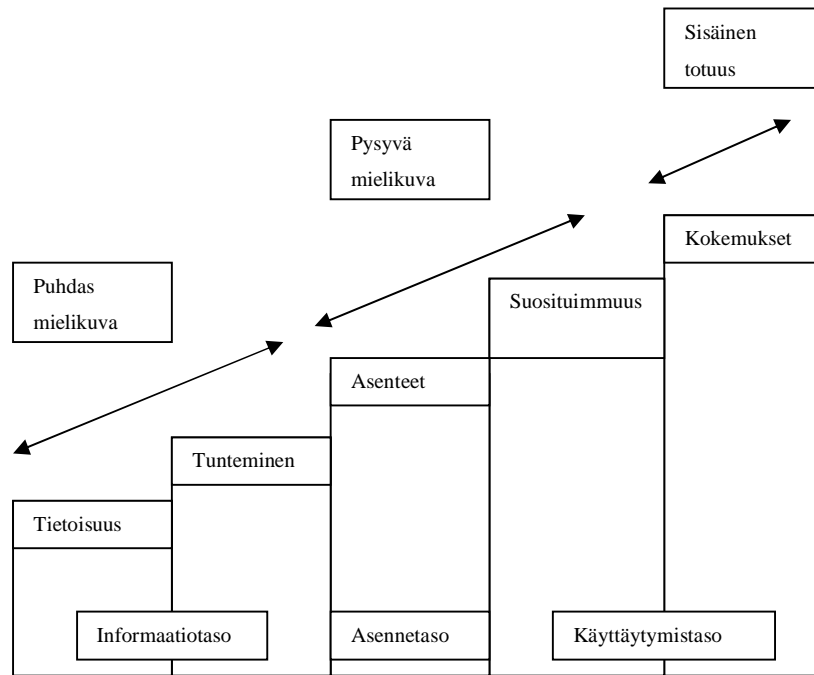 Sisäinen
totuus
Pysyvä
mielikuva
Kokemukset
Puhdas
mielikuva
Suosituimmuus
Asenteet
Tunteminen
Tietoisuus
Informaatiotaso
Asennetaso
Käyttäytymistaso